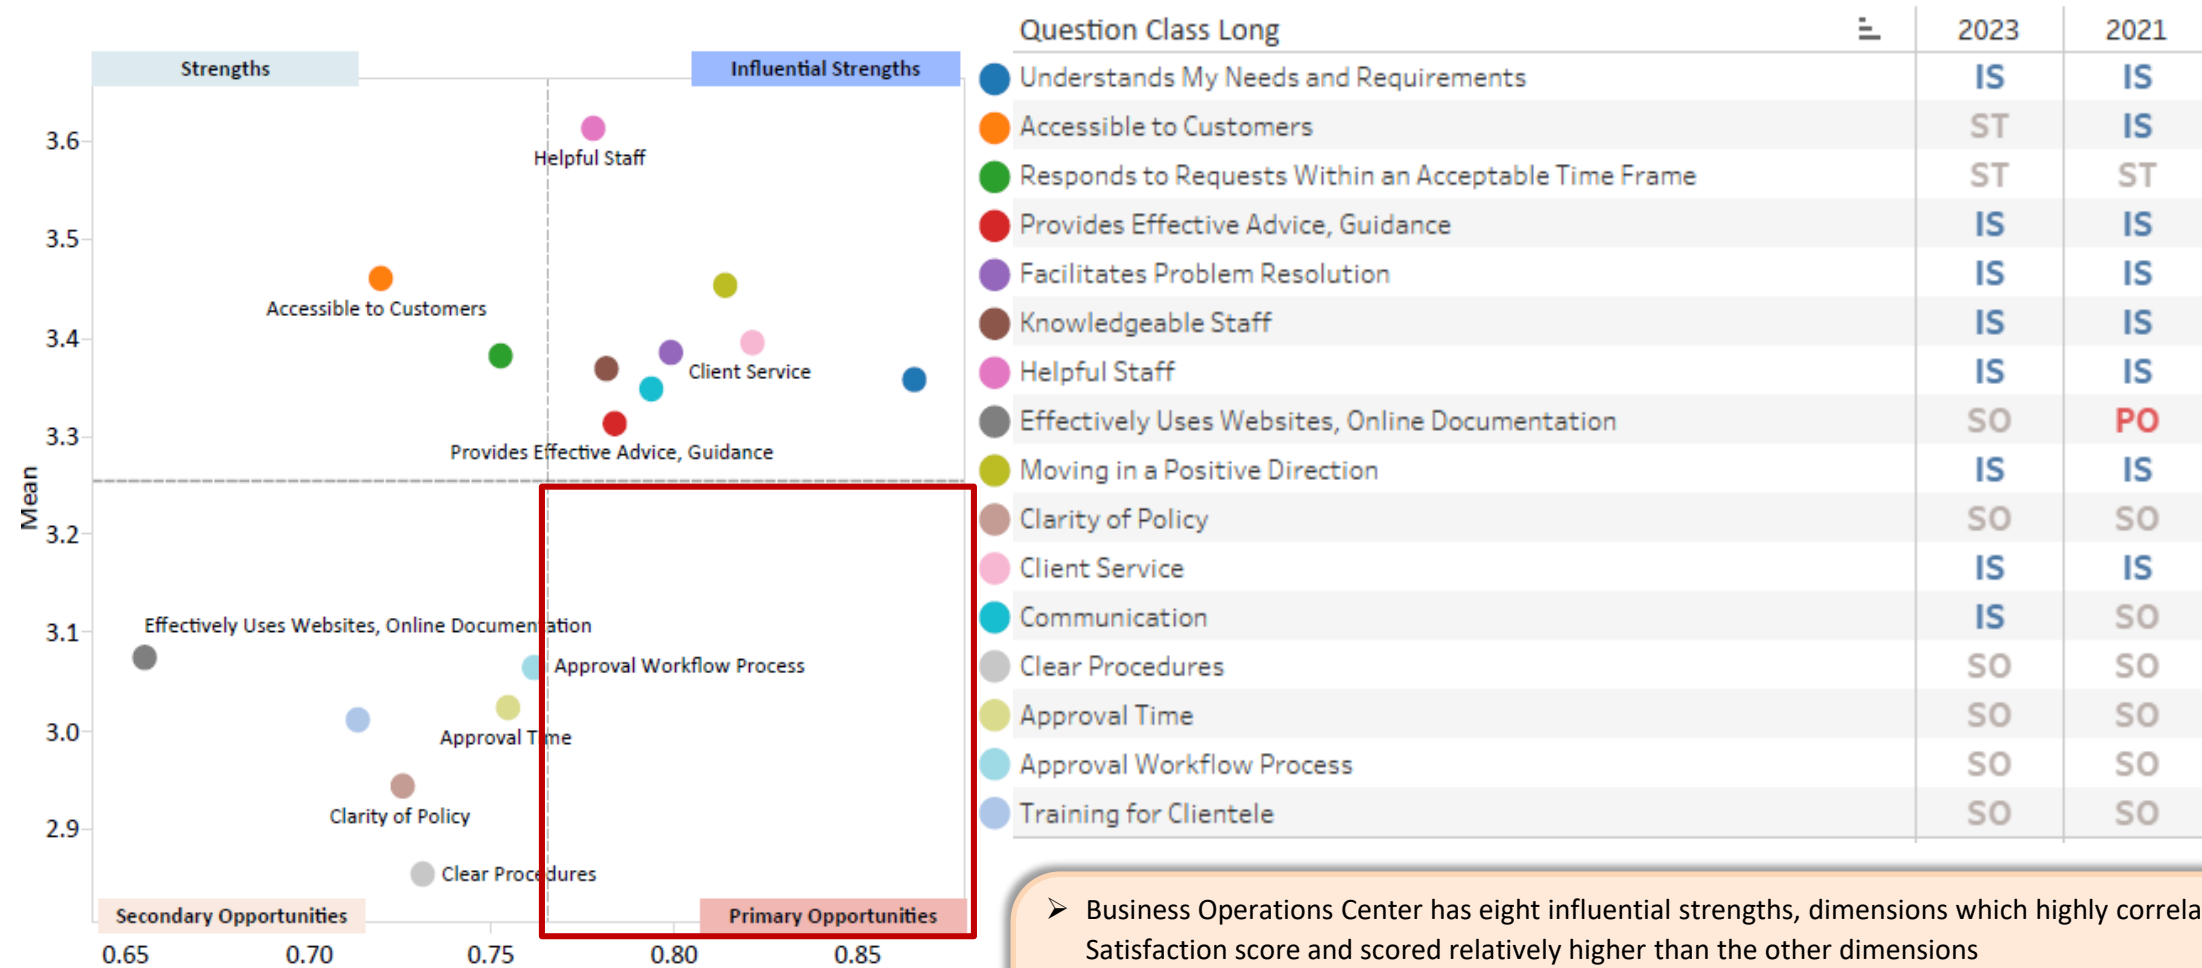 Strengths
Influential Strengths
3.6
Helpful Staff
3.5
Accessible to Customers
3.4
Client Service
3.3
Provides Effective Advice, Guidance
Mean
3.2
Effectively Uses Websites, Online Documentation
3.1
Approval Workflow Process
3.0
Approval Time
Clarity of Policy
2.9
Clear Procedures
Secondary Opportunities
Primary Opportunities
0.65 0.70 0.75 0.80 0.85
Question Class Long 2023 2021
Understands My Needs and Requirements IS IS
Accessible to Customers ST IS
Responds to Requests Within an Acceptable Time Frame ST ST
Provides Effective Advice, Guidance IS IS
Facilitates Problem Resolution IS IS
Knowledgeable Staff IS IS
Helpful Staff IS IS
Effectively Uses Websites, Online Documentation SO PO
Moving in a Positive Direction IS IS
Clarity of Policy SO SO
Client Service IS IS
Communication IS SO
Clear Procedures SO SO
Approval Time SO SO
Approval Workflow Process SO SO
Training for Clientele SO SO
➢ Business Operations Center has eight influential strengths, dimensions which highly correla
Satisfaction score and scored relatively higher than the other dimensions